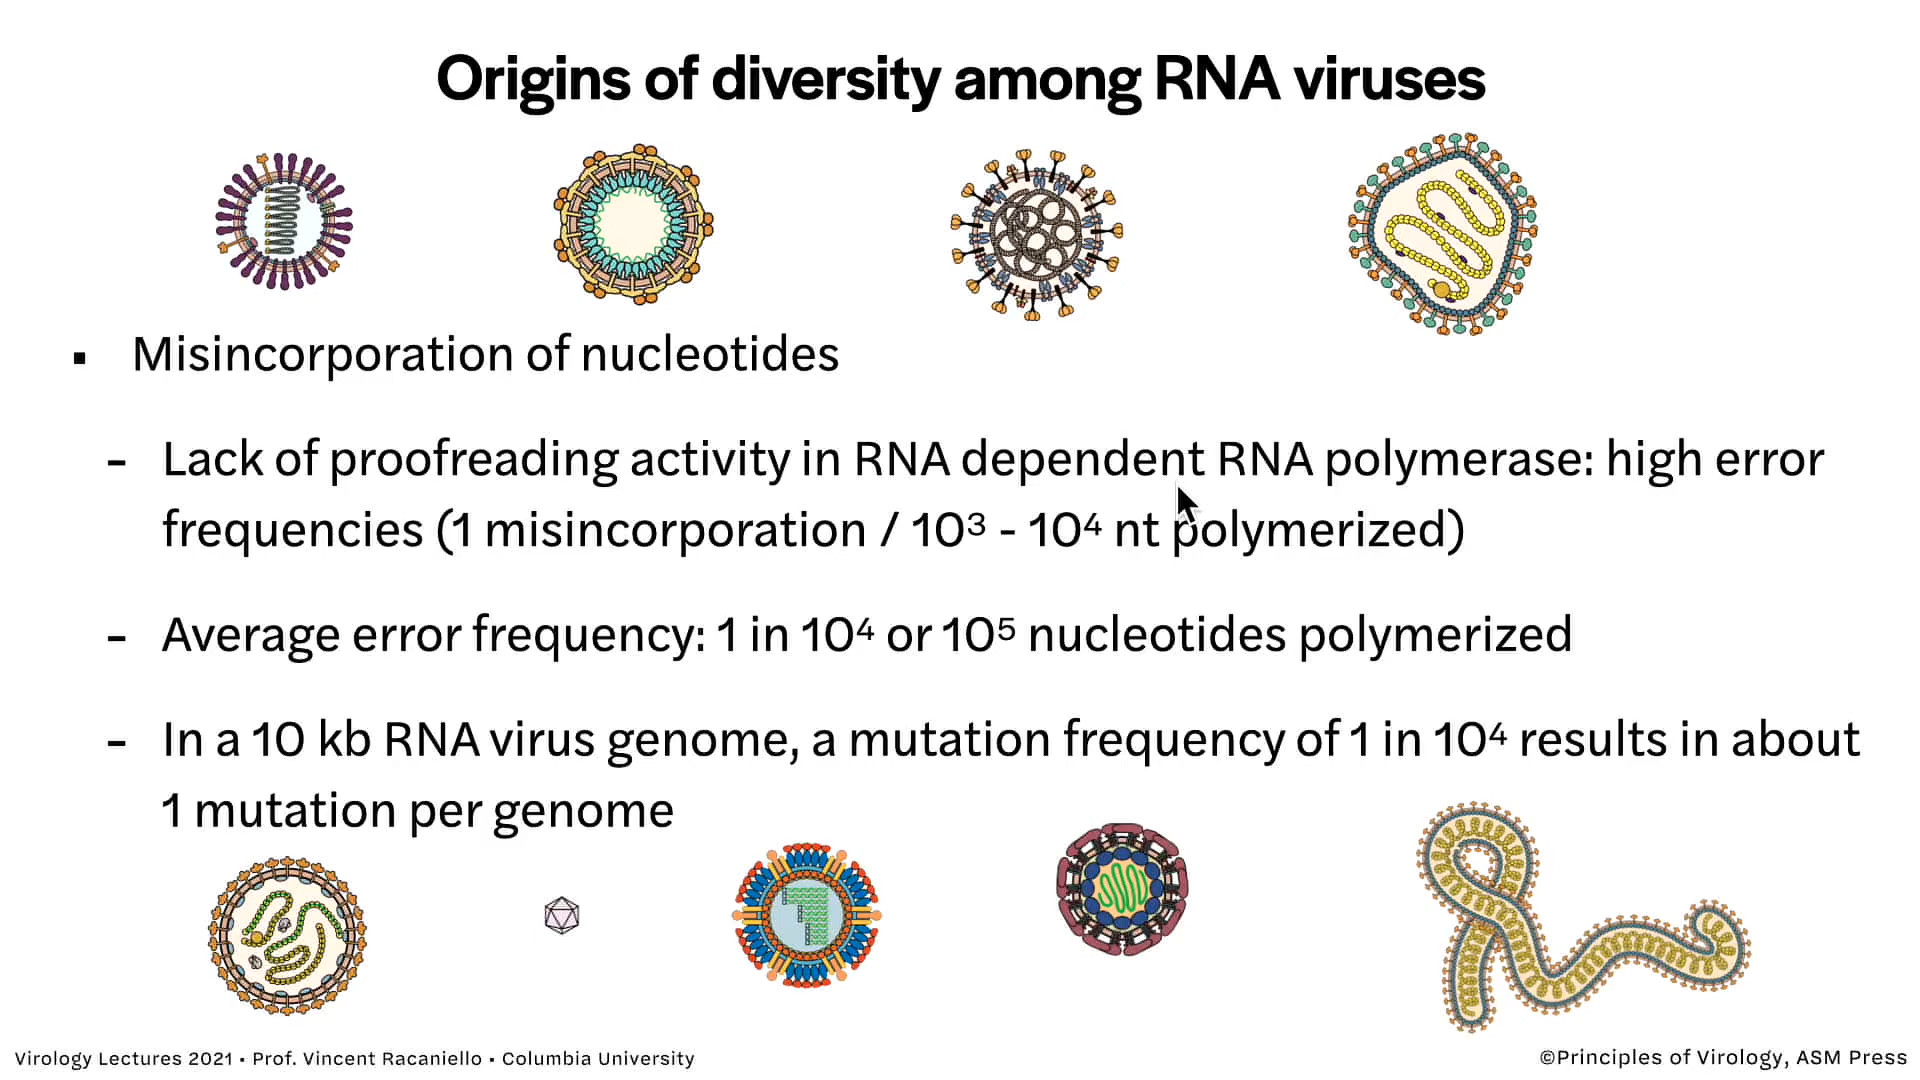 Origins of diversity among RNA viruses
▪ Misincorporation of nucleotides
- Lack of proofreading activity in RNA dependent RNA polymerase: high error
frequencies (1 misincorporation / 10³ - 10⁴ nt polymerized)
- Average error frequency: 1 in 10⁴ or 10⁵ nucleotides polymerized
- In a 10 kb RNA virus genome, a mutation frequency of 1 in 10⁴ results in about
1 mutation per genome
Virology Lectures 2021 • Prof. Vincent Racaniello • Columbia University
©Principles of Virology, ASM Press